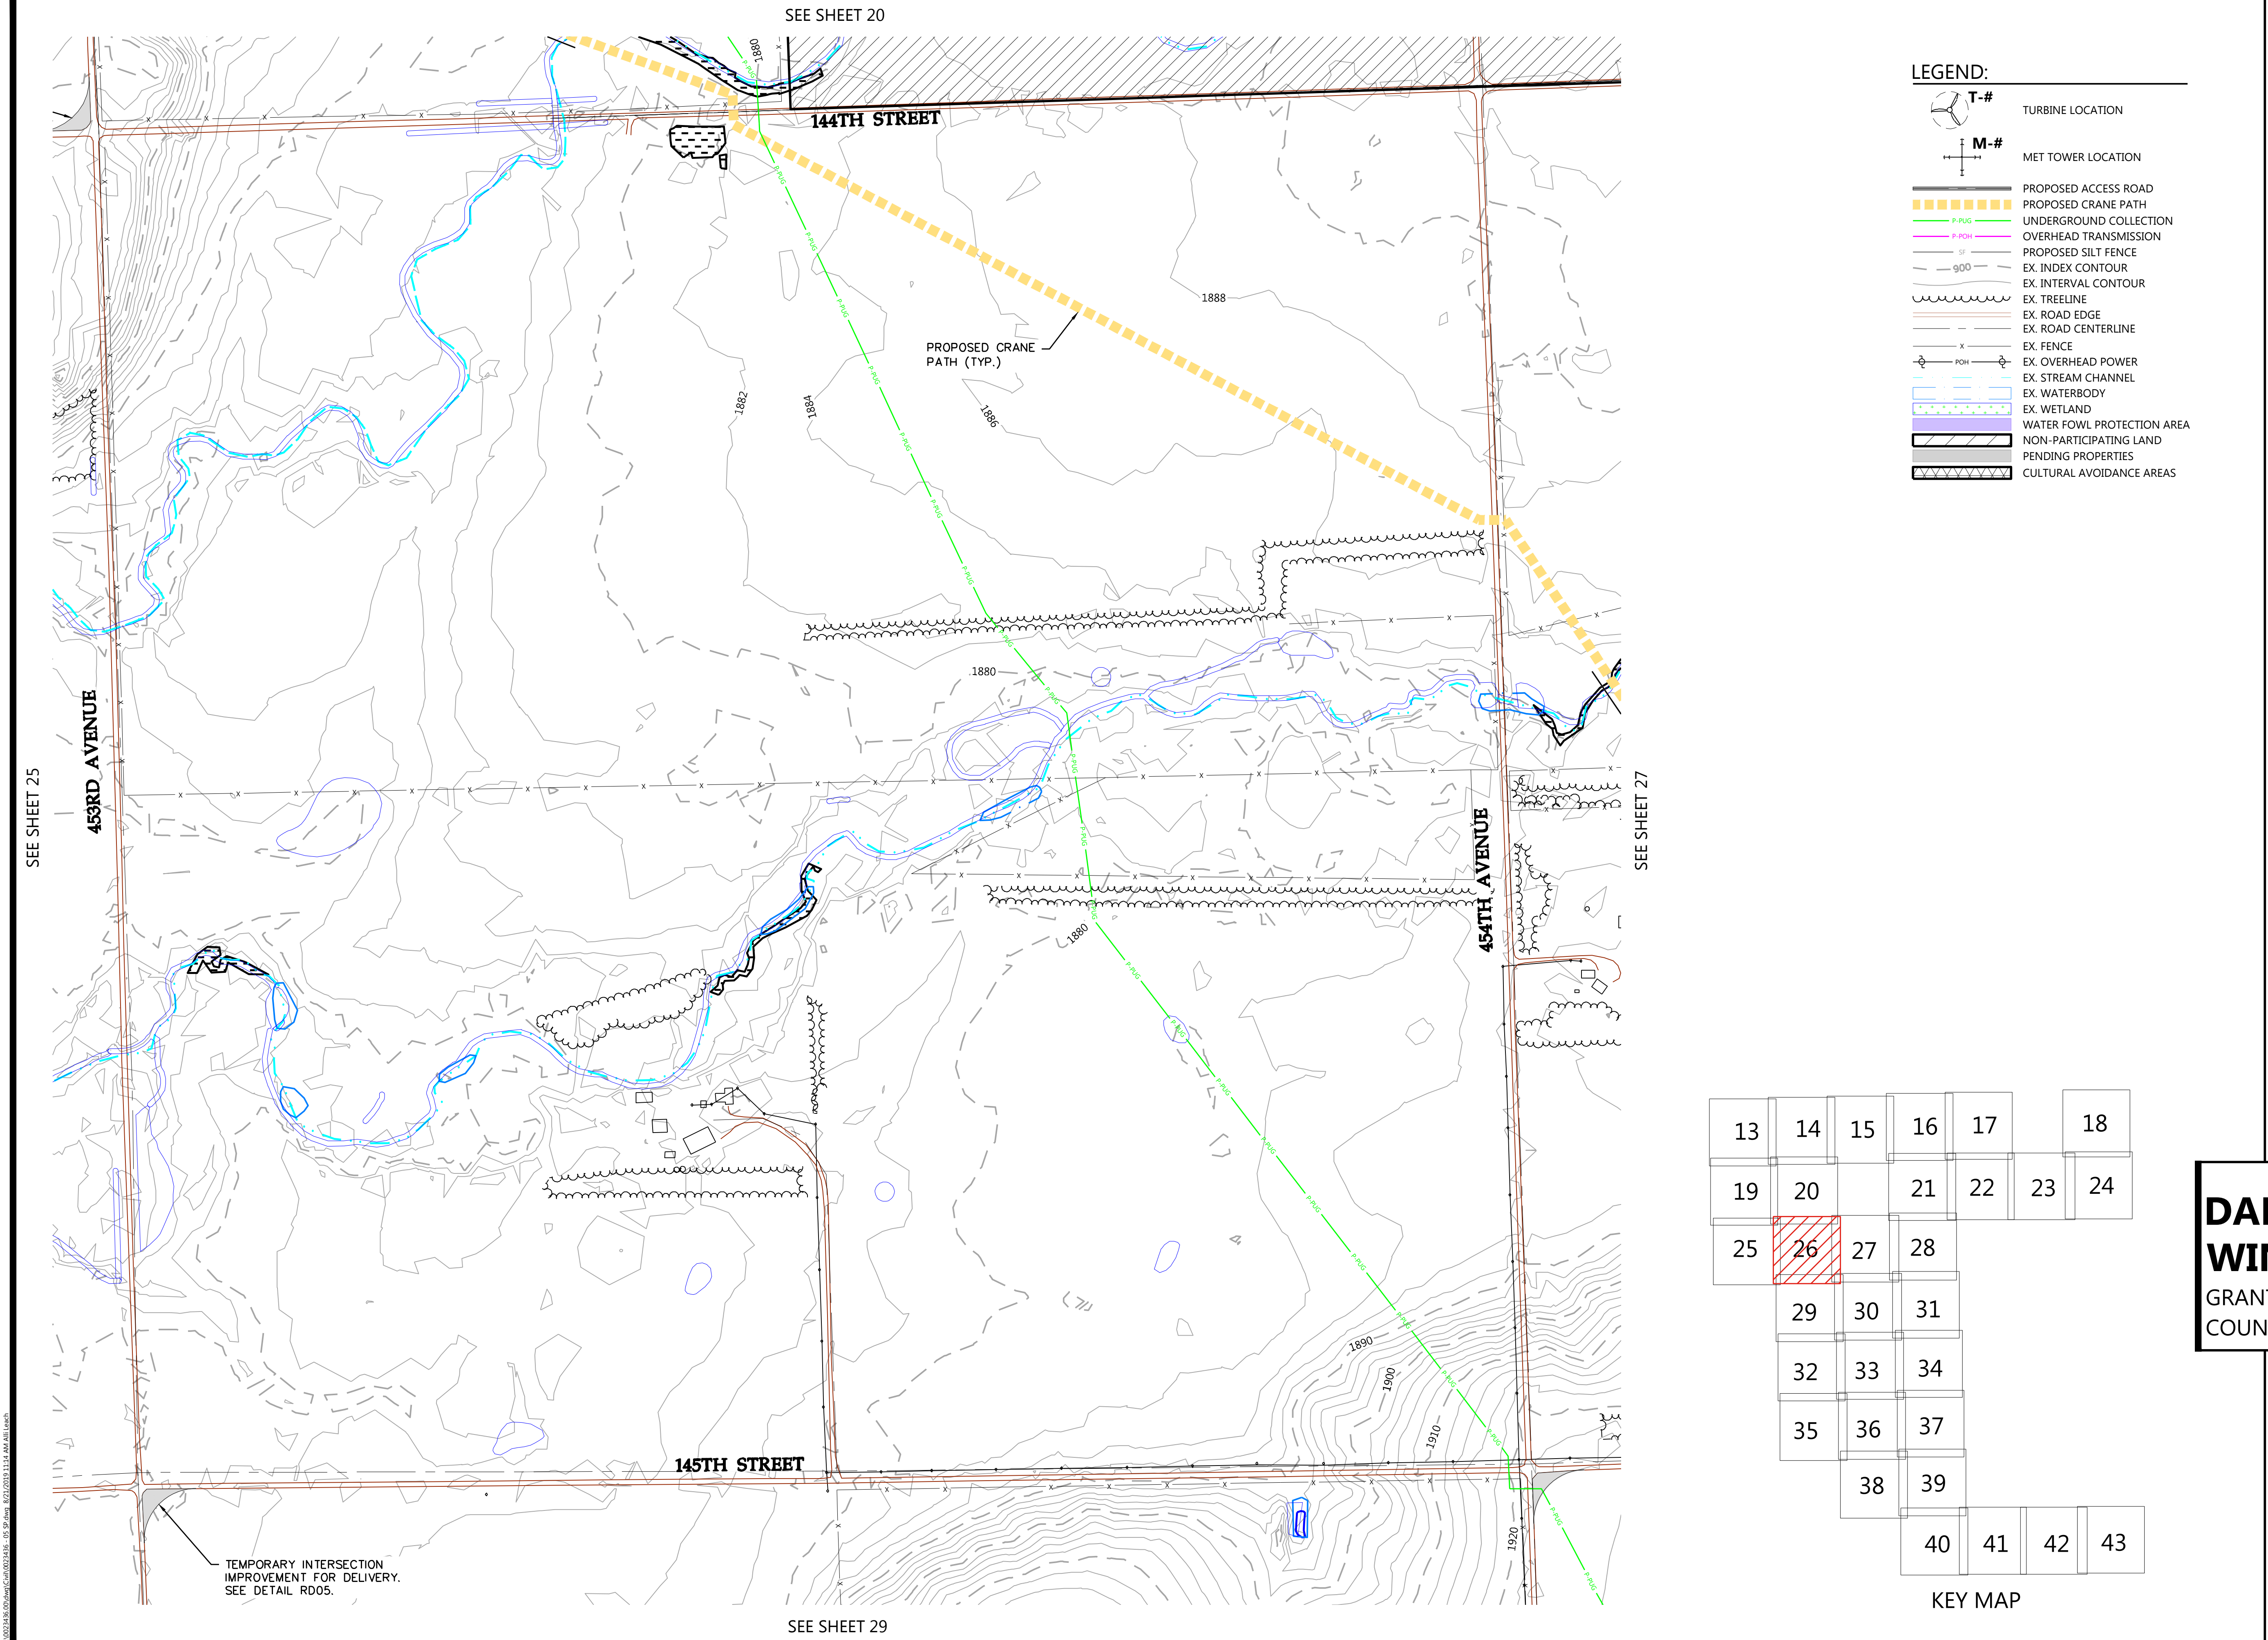 SEE SHEET 20
LEGEND:
T-#
TURBINE LOCATION
M-#
MET TOWER LOCATION
PROPOSED ACCESS ROAD
PROPOSED CRANE PATH
P-PUG
UNDERGROUND COLLECTION
P-POH
OVERHEAD TRANSMISSION
SF
PROPOSED SILT FENCE
900
EX. INDEX CONTOUR
EX. INTERVAL CONTOUR
EX. TREELINE
EX. ROAD EDGE
EX. ROAD CENTERLINE
X
EX. FENCE
POH
EX. OVERHEAD POWER
EX. STREAM CHANNEL
EX. WATERBODY
EX. WETLAND
WATER FOWL PROTECTION AREA
NON-PARTICIPATING LAND
PENDING PROPERTIES
CULTURAL AVOIDANCE AREAS
1880
144TH STREET
1888
PROPOSED CRANE
PATH (TYP.)
1882
1884
1886
1880
453RD AVENUE
SEE SHEET 25
SEE SHEET 27
454TH AVENUE
1880
1890
1900
1910
1920
145TH STREET
TEMPORARY INTERSECTION
IMPROVEMENT FOR DELIVERY.
SEE DETAIL RD05.
SEE SHEET 29
13 14 15 16 17 18
19 20 21 22 23 24
25 26 27 28
29 30 31
32 33 34
35 36 37
38 39
40 41 42 43
KEY MAP
GRANT
COUN